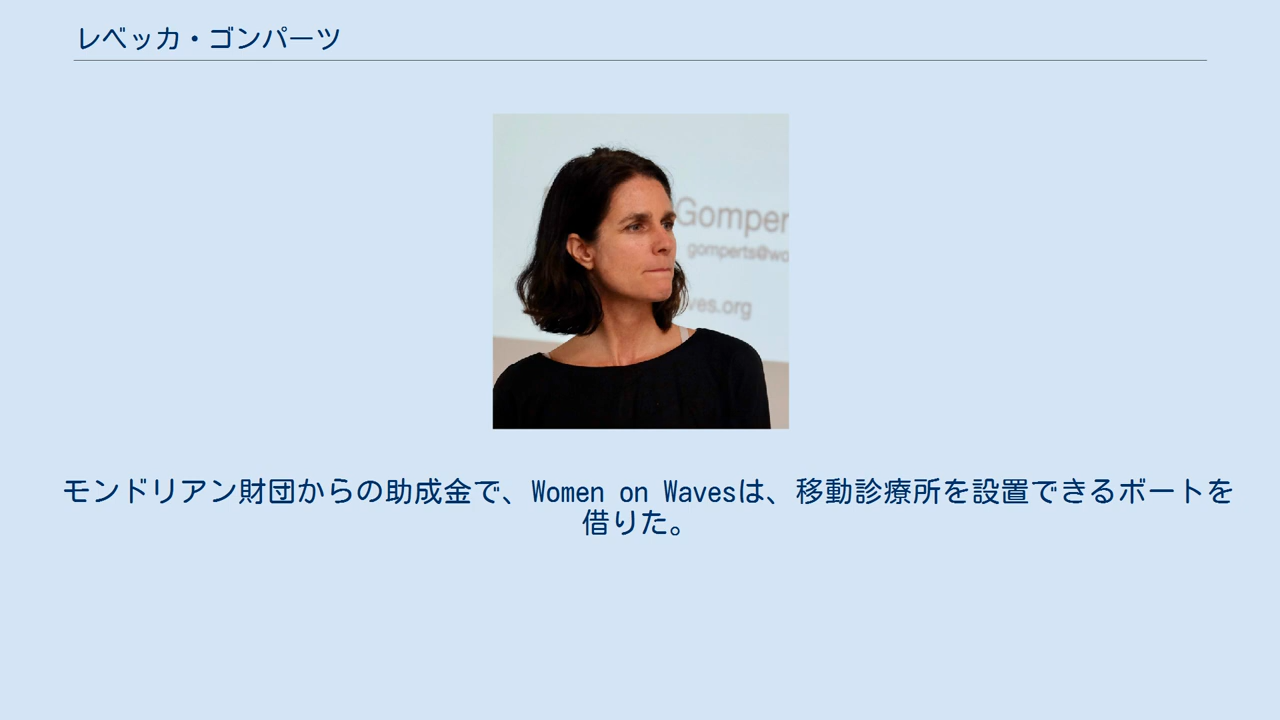 レベッカ・ゴンパーツ
Gomper
gomperts@wo
ves.org
モンドリアン財団からの助成金で、Women on Wavesは、移動診療所を設置できるボートを
借りた。